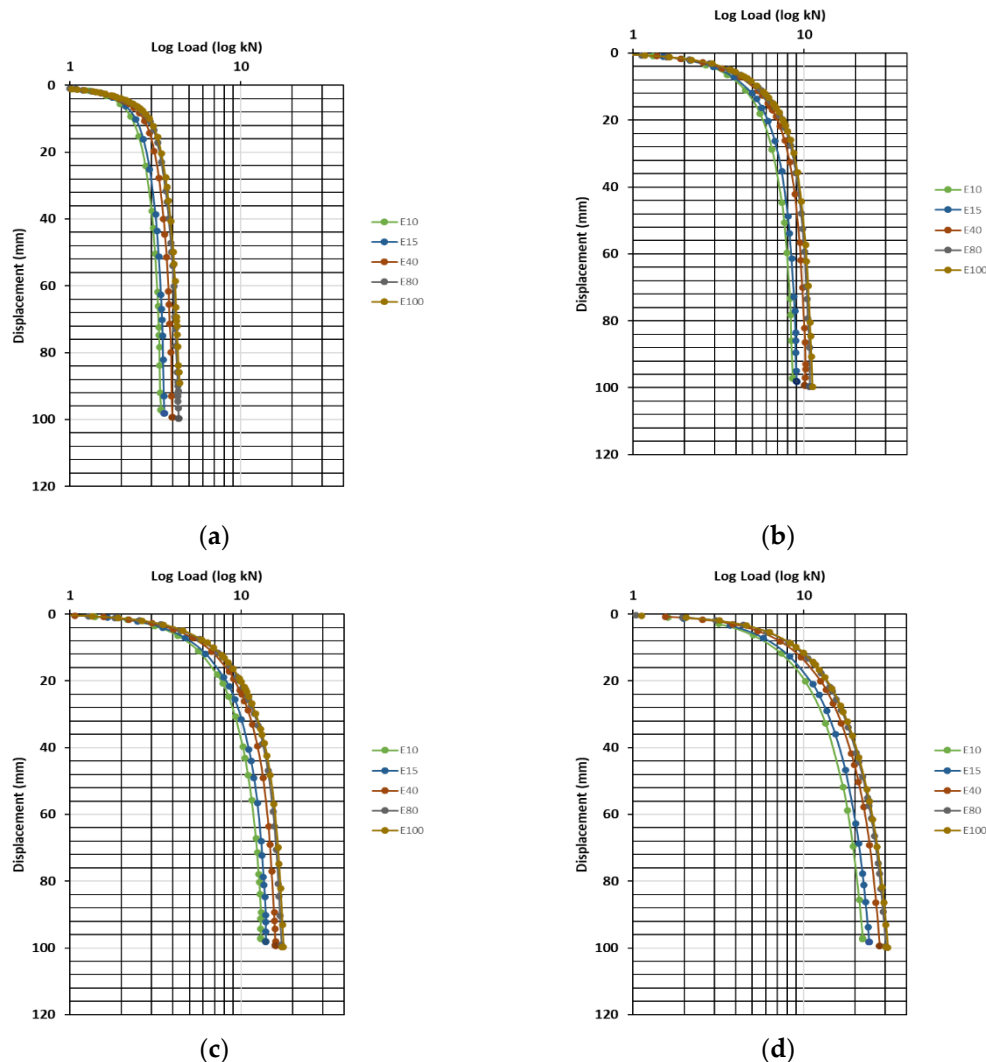 Log Load (log kN)
1 10
0
20
40
60
80
100
120
Displacement (mm)
E10
E15
E40
E80
E100
(a)
Log Load (log kN)
1 10
0
20
40
60
80
100
120
Displacement (mm)
E10
E15
E40
E80
E100
(b)
Log Load (log kN)
1 10
0
20
40
60
80
100
120
Displacement (mm)
E10
E15
E40
E80
E100
(c)
Log Load (log kN)
1 10
0
20
40
60
80
100
120
Displacement (mm)
E10
E15
E40
E80
E100
(d)